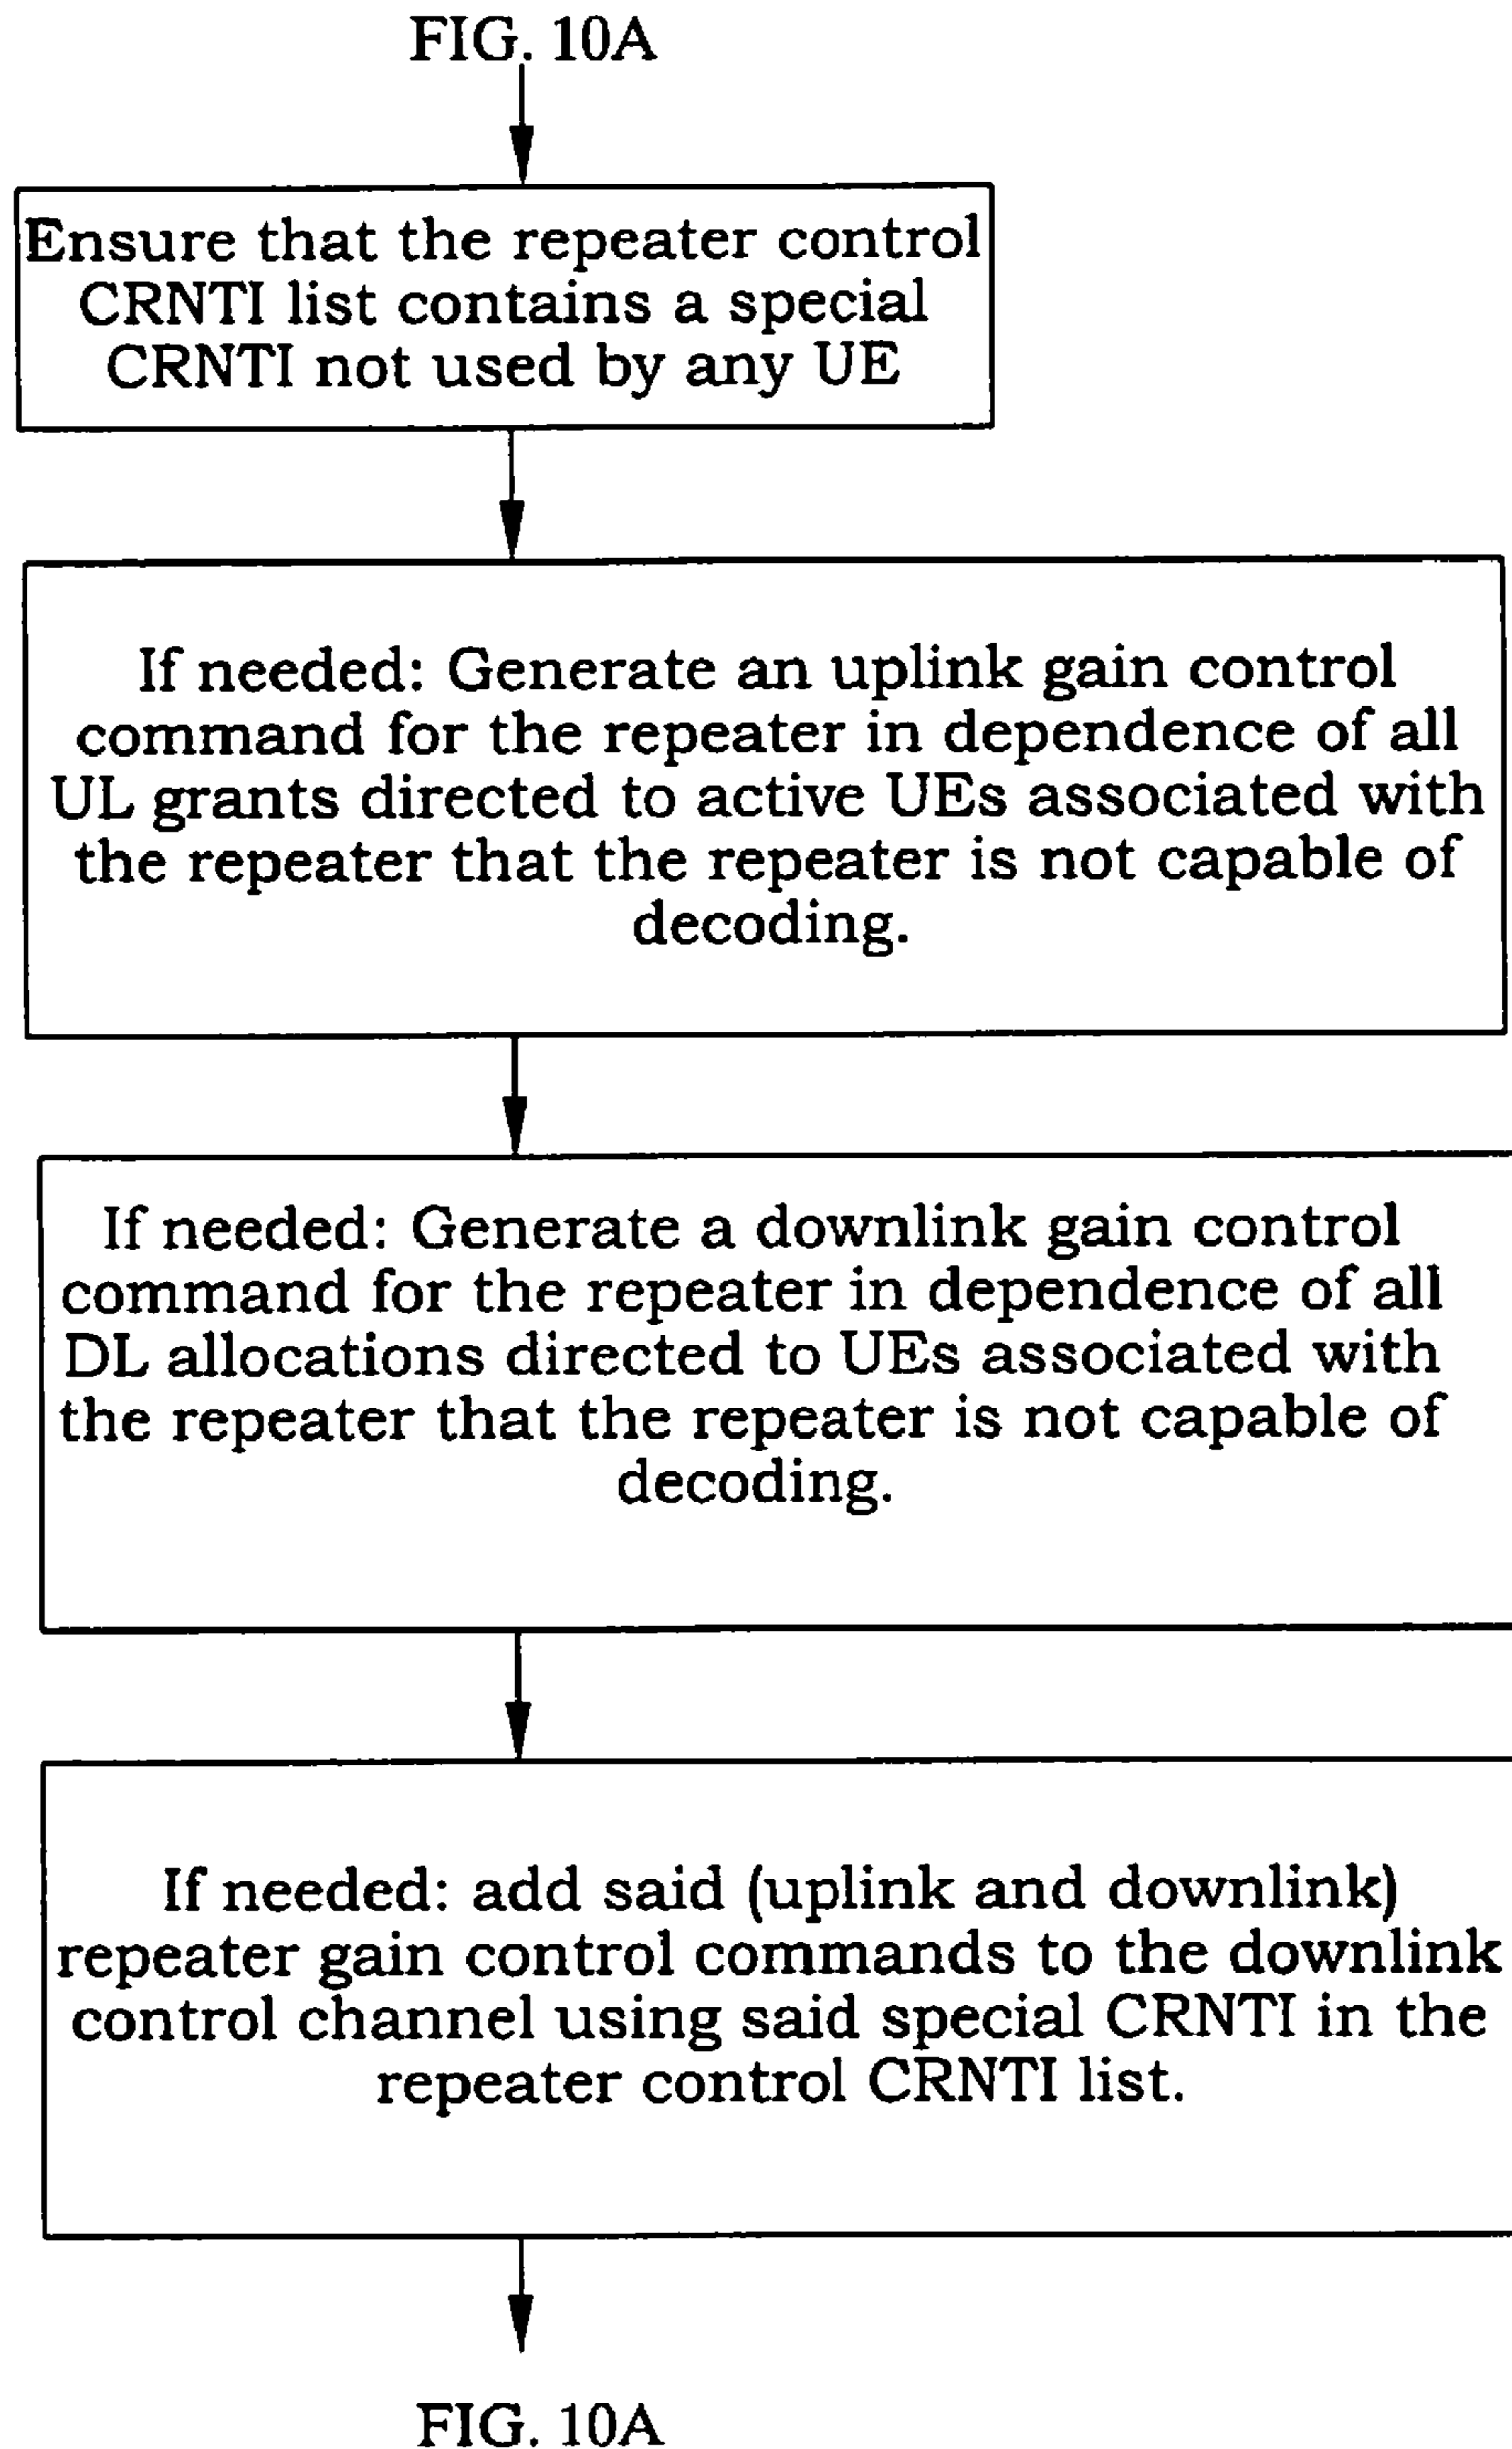 FIG. 10A
Ensure that the repeater control
CRNTI list contains a special
CRNTI not used by any UE
If needed: Generate an uplink gain control
command for the repeater in dependence of all
UL grants directed to active UEs associated with
the repeater that the repeater is not capable of
decoding.
If needed: Generate a downlink gain control
command for the repeater in dependence of all
DL allocations directed to UEs associated with
the repeater that the repeater is not capable of
decoding.
If needed: add said (uplink and downlink)
repeater gain control commands to the downlink
control channel using said special CRNTI in the
repeater control CRNTI list.
FIG. 10A